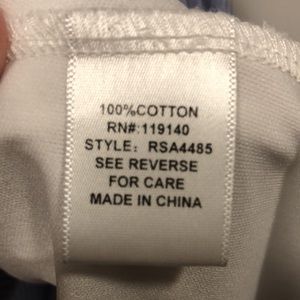 100%COTTON
RN#:119140
STYLE: RSA4485
SEE REVERSE
FOR CARE
MADE IN CHINA